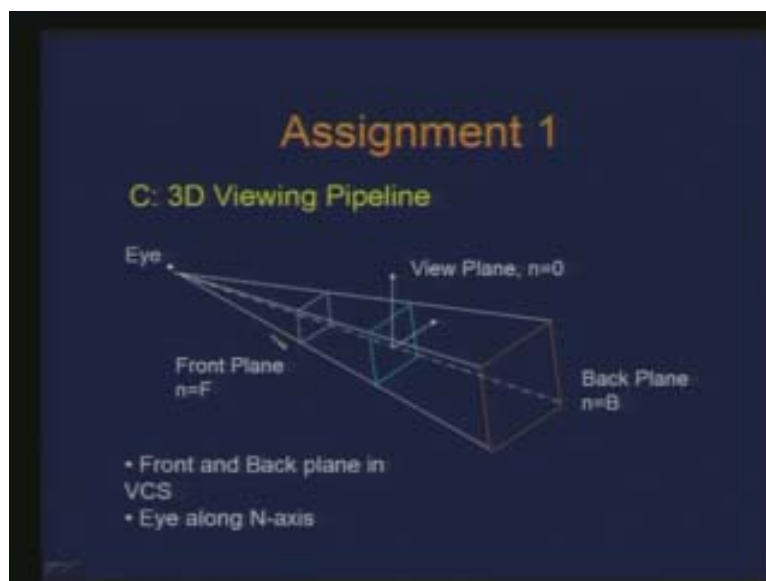 Assignment 1
C: 3D Viewing Pipeline
Eye
View Plane, n=0
Front Plane
n=F
Back Plane
n=B
• Front and Back plane in
VCS
• Eye along N-axis